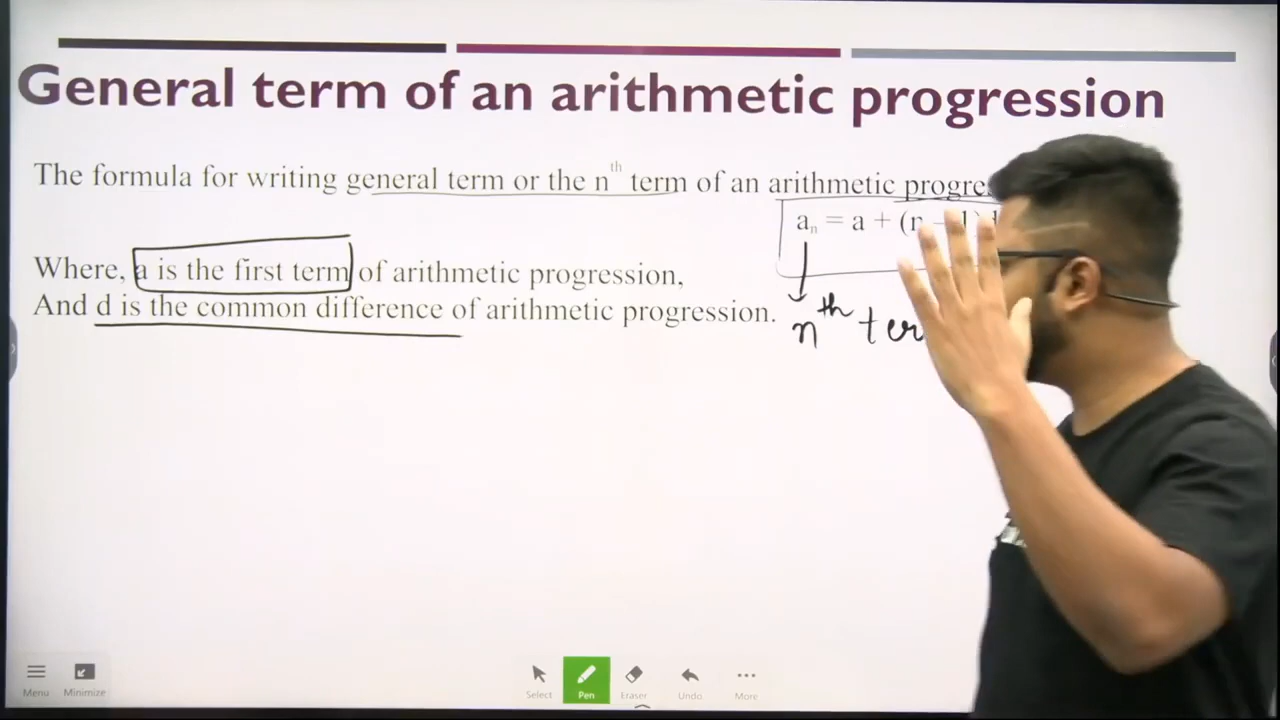 General term of an arithmetic progression
The formula for writing general term or the nth term of an arithmetic
an = a + (n – 1)
Where, a is the first term of arithmetic progression,
And d is the common difference of arithmetic progression.
nth
Menu
Minimize
Select
Pen
Eraser
Undo
More